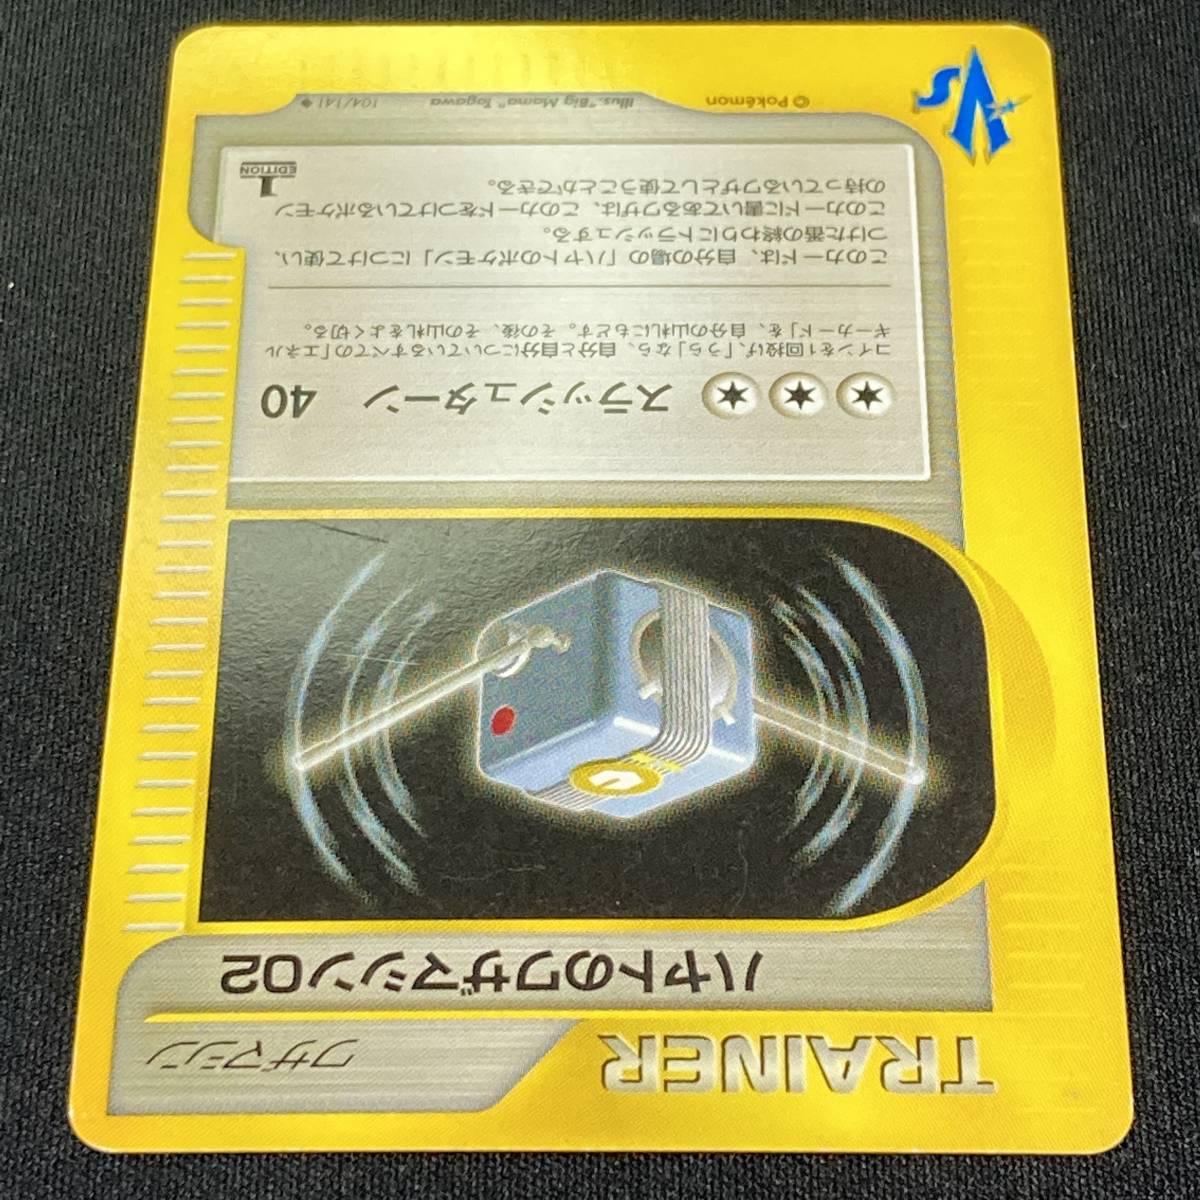 TRAINER
ワザマシン
ハヤトのワザマシン02
スラッシュターン 40
コインを1回投げ、「うら」なら、自分と自分についているすべての「エネル
ギーカード」を、自分の山札にもどす。その後、その山札をよく切る。
このカードは、自分の場の「ハヤトのポケモン」につけて使い、
つけた番の終わりにトラッシュする。
このカードに書いてあるワザは、このカードをつけているポケモン
の持っているワザとして使うことができる。
1
EDITION
VS
© Pokémon
Illus. "Big Mama" Tagawa
104/141